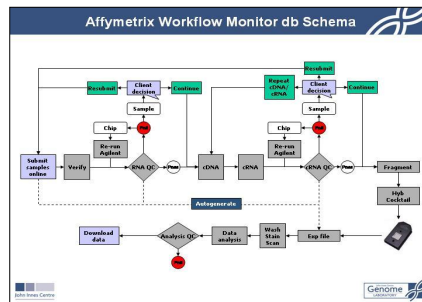 Affymetrix Workflow Monitor db Schema
Resubmit
Client
decision
Continue
Sample
Chip
Fail
Re-run
Agilent
Submit
samples
online
Verify
RNA QC
Pass
Resubmit
Repeat
cDNA/
cRNA
Client
decision
Continue
Sample
Chip
Fail
Re-run
Agilent
cDNA
cRNA
cRNA QC
Pass
Fragment
Autogenerate
Hyb
Cocktail
Download
data
Analysis QC
Data
analysis
Wash
Stain
Scan
Exp file
Fail
John Innes Centre
Genome
LABORATORY